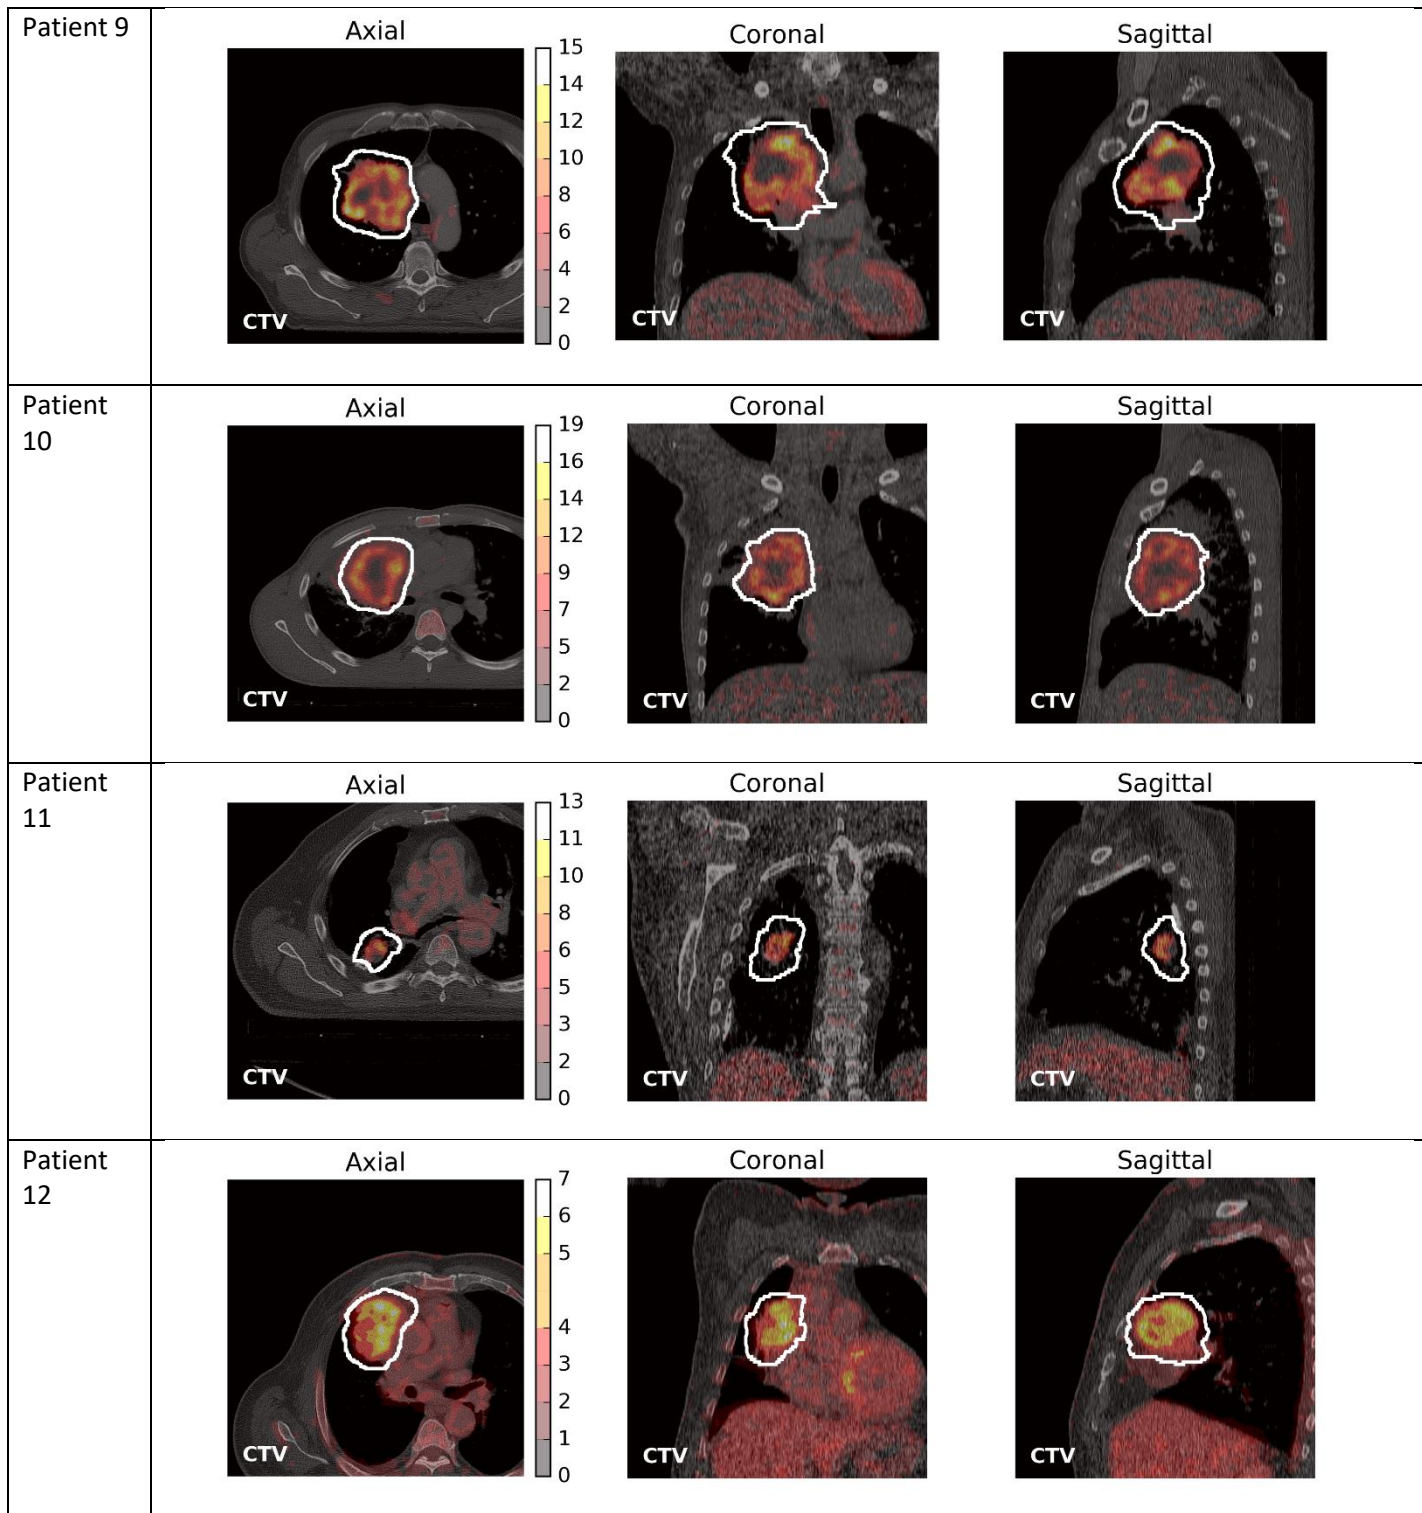 Patient 9
Axial
Coronal
Sagittal
15
14
12
10
8
6
4
2
0
CTV
CTV
CTV
Patient
10
Axial
Coronal
Sagittal
19
16
14
12
9
7
5
2
0
CTV
CTV
CTV
Patient
11
Axial
Coronal
Sagittal
13
11
10
8
6
5
3
2
0
CTV
CTV
CTV
Patient
12
Axial
Coronal
Sagittal
7
6
5
4
3
2
1
0
CTV
CTV
CTV